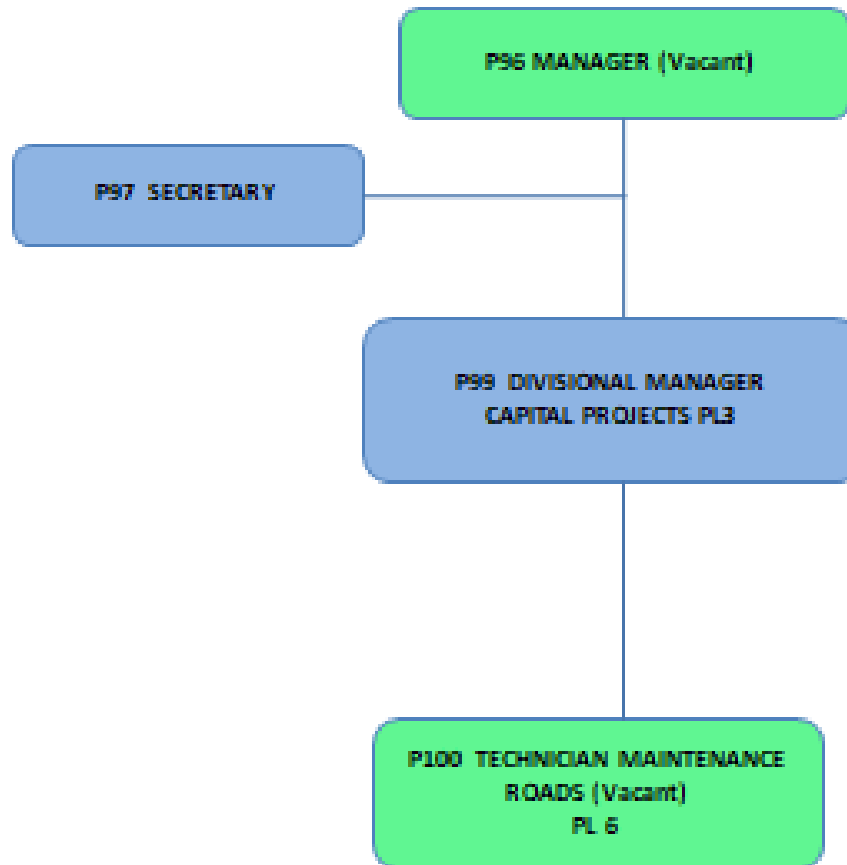 P96 MANAGER (Vacant)
P97 SECRETARY
P99 DIVISIONAL MANAGER
CAPITAL PROJECTS PL3
P100 TECHNICIAN MAINTENANCE
ROADS (Vacant)
PL 6